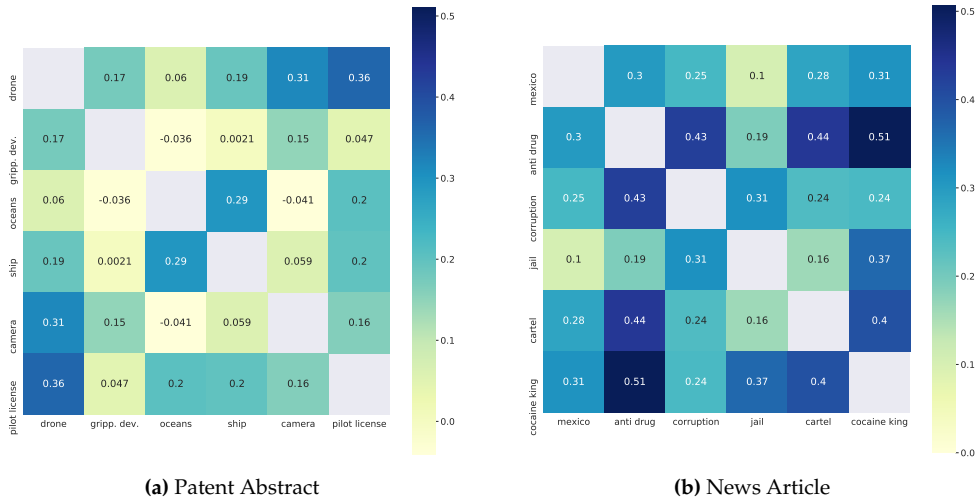 drone 0.17 0.06 0.19 0.31 0.36
gripp. dev. 0.17 -0.036 0.0021 0.15 0.047
oceans 0.06 -0.036 0.29 -0.041 0.2
ship 0.19 0.0021 0.29 0.059 0.2
camera 0.31 0.15 -0.041 0.059 0.16
pilot license 0.36 0.047 0.2 0.2 0.16
drone gripp. dev. oceans ship camera pilot license
0.5
0.4
0.3
0.2
0.1
0.0
(a) Patent Abstract
mexico 0.3 0.25 0.1 0.28 0.31
anti drug 0.3 0.43 0.19 0.44 0.51
corruption 0.25 0.43 0.31 0.24 0.24
jail 0.1 0.19 0.31 0.16 0.37
cartel 0.28 0.44 0.24 0.16 0.4
cocaine king 0.31 0.51 0.24 0.37 0.4
mexico anti drug corruption jail cartel cocaine king
0.5
0.4
0.3
0.2
0.1
0.0
(b) News Article